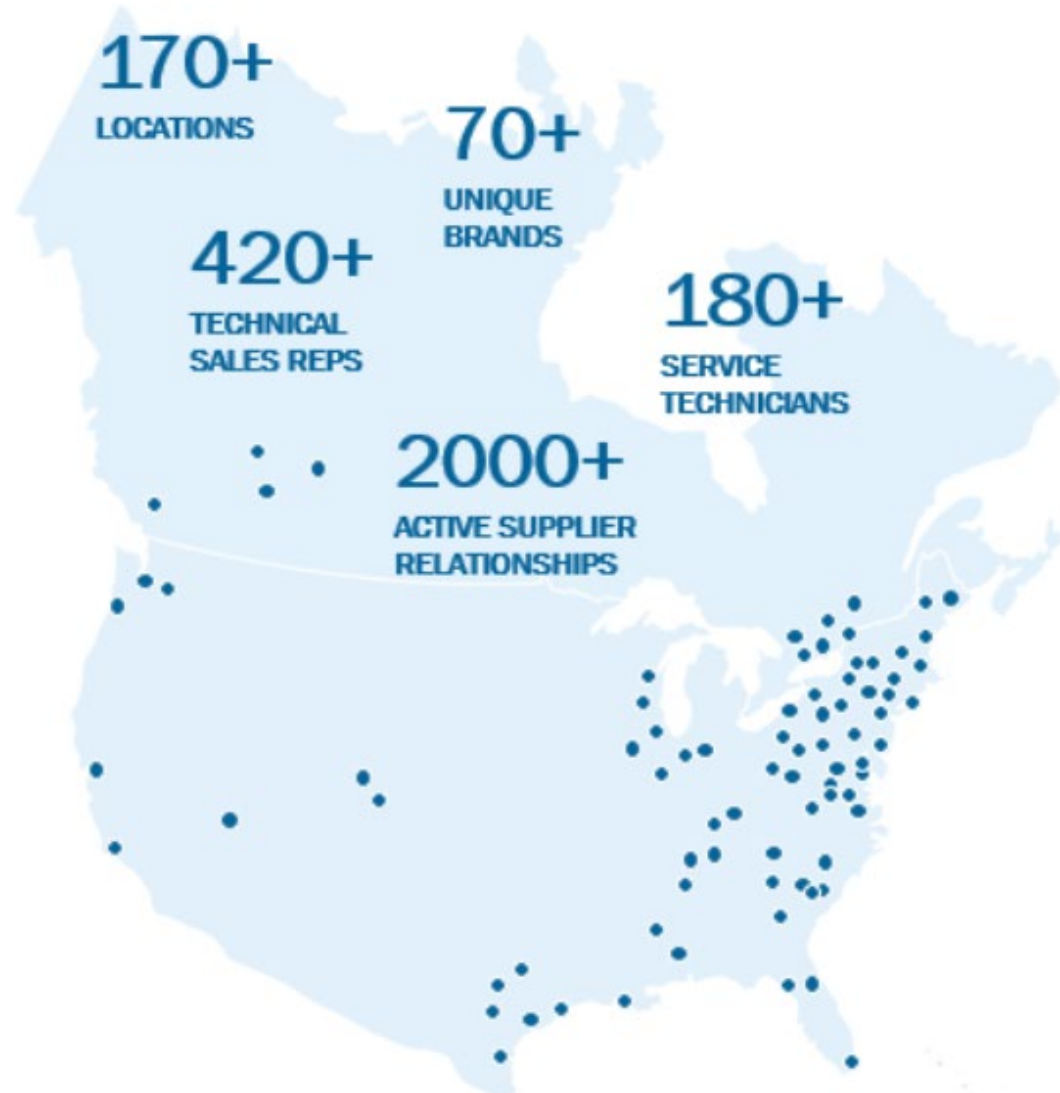 170+
LOCATIONS
70+
UNIQUE
BRANDS
420+
TECHNICAL
SALES REPS
180+
SERVICE
TECHNICIANS
2000+
ACTIVE SUPPLIER
RELATIONSHIPS